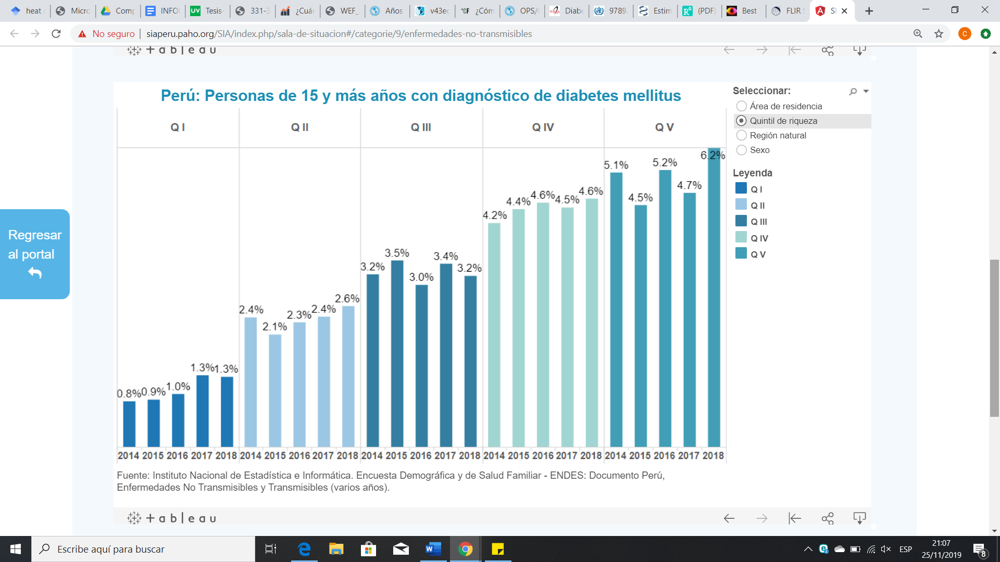 heat
Micro
Comp
INFO
UV Tesis-
331-3
¿Cuá
WEF_
Años
v43e
CF ¿Cóm
OPS/
Diabe
9789
Estim
R (PDF)
Best
FLIR
No seguro | siaperu.paho.org/SIA/index.php/sala-de-situacion#/categorie/9/enfermedades-no-transmisibles
C
+ a b l e a u
Perú: Personas de 15 y más años con diagnóstico de diabetes mellitus
Q I Q II Q III Q IV Q V
0.8% 0.9% 1.0% 1.3% 1.3%
2.4% 2.1% 2.3% 2.4% 2.6%
3.2% 3.5% 3.0% 3.4% 3.2%
4.2% 4.4% 4.6% 4.5% 4.6%
5.1% 4.5% 5.2% 4.7% 6.2%
2014 2015 2016 2017 2018 2014 2015 2016 2017 2018 2014 2015 2016 2017 2018 2014 2015 2016 2017 2018 2014 2015 2016 2017 2018
Seleccionar:
Área de residencia
Quintil de riqueza
Región natural
Sexo
Leyenda
Q I
Q II
Q III
Q IV
Q V
Regresar
al portal
Fuente: Instituto Nacional de Estadística e Informática. Encuesta Demográfica y de Salud Familiar - ENDES: Documento Perú,
Enfermedades No Transmisibles y Transmisibles (varios años).
+ a b l e a u
Escribe aquí para buscar
ESP
21:07
25/11/2019
8